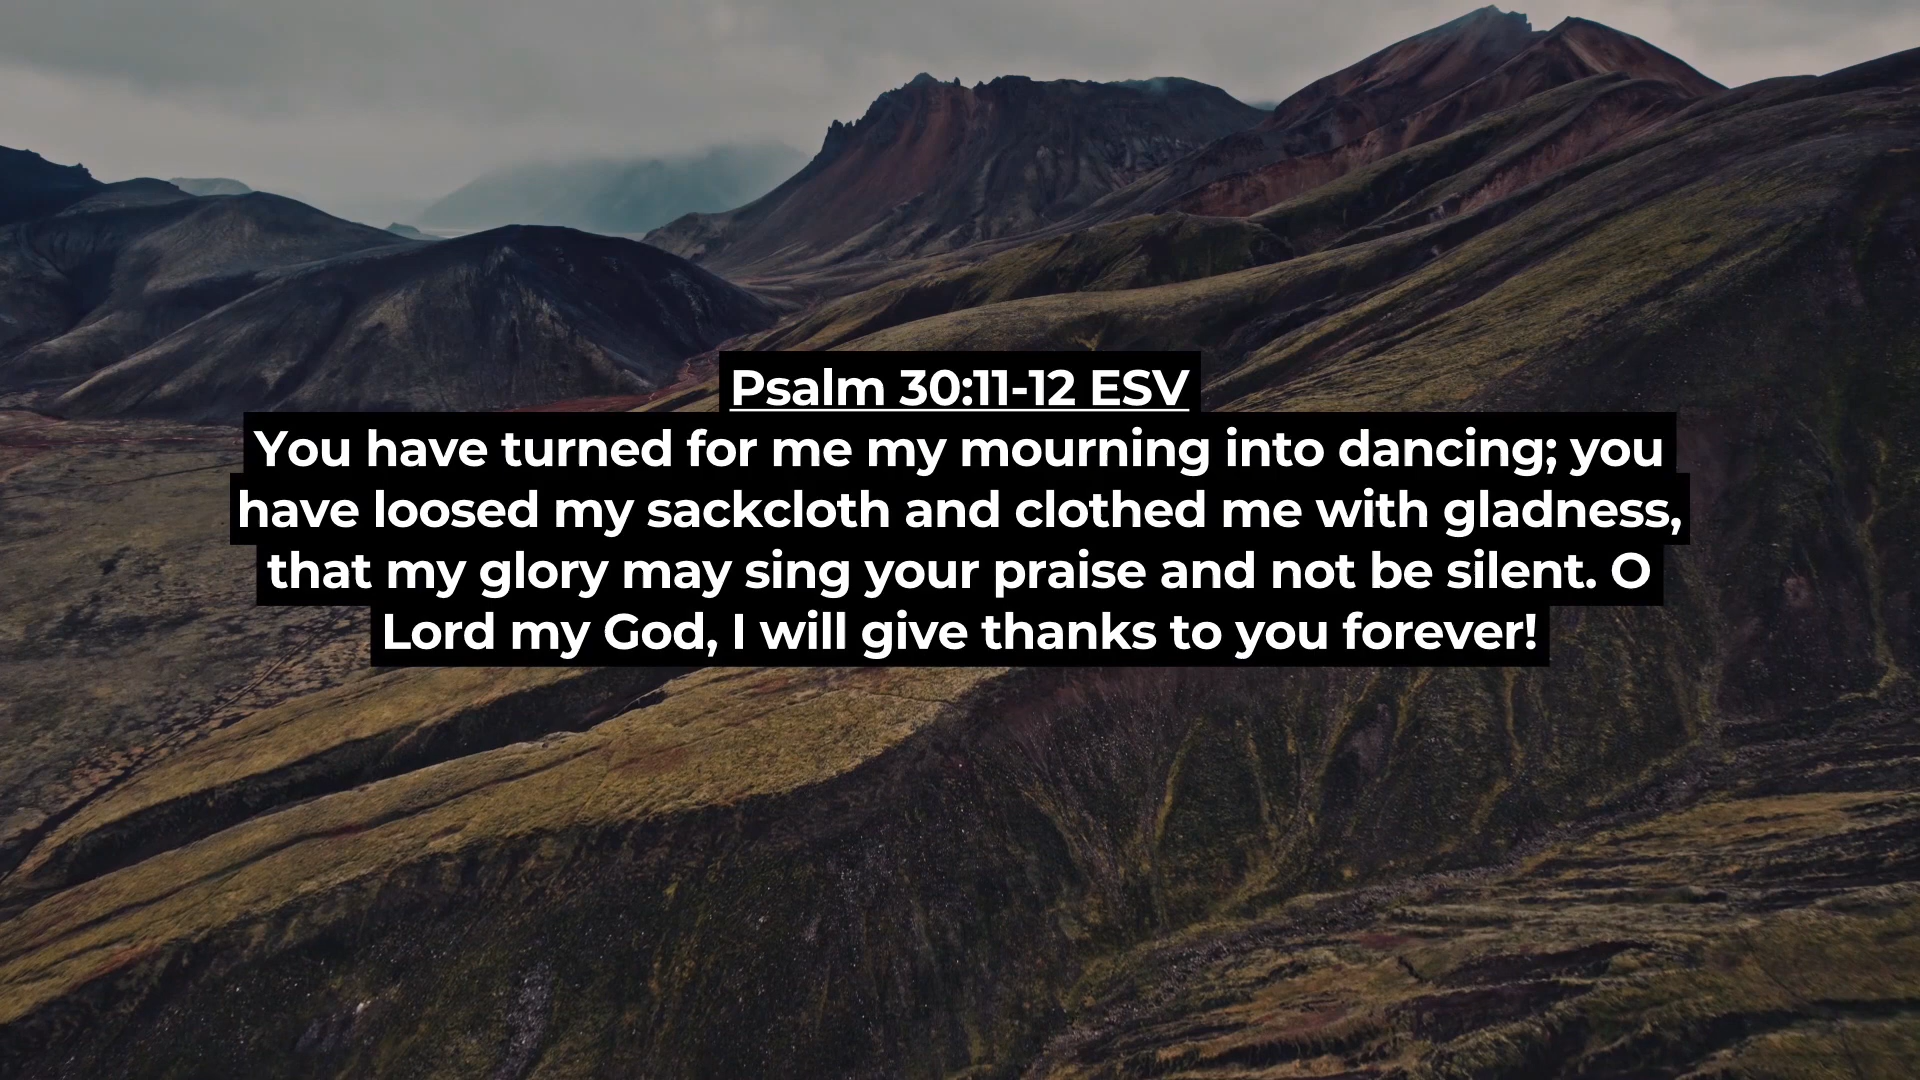 Psalm 30:11-12 ESV
You have turned for me my mourning into dancing; you
have loosed my sackcloth and clothed me with gladness,
that my glory may sing your praise and not be silent. O
Lord my God, I will give thanks to you forever!